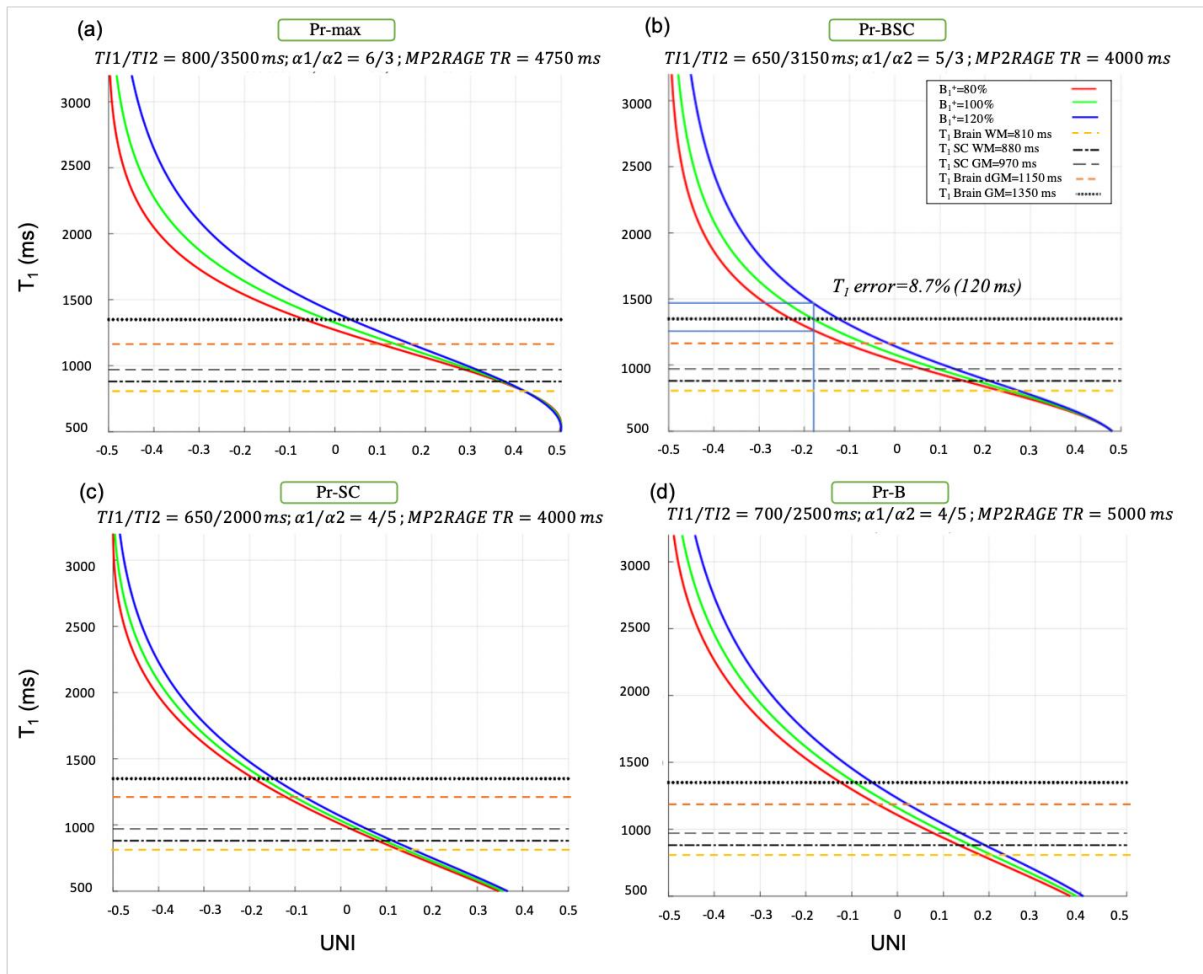 (a)
Pr-max
TI1/TI2 = 800/3500 ms; α1/α2 = 6/3 ; MP2RAGE TR = 4750 ms
T₁ (ms)
3000
2500
2000
1500
1000
500
-0.5 -0.4 -0.3 -0.2 -0.1 0 0.1 0.2 0.3 0.4 0.5
(b)
Pr-BSC
TI1/TI2 = 650/3150 ms; α1/α2 = 5/3 ; MP2RAGE TR = 4000 ms
B₁⁺=80%
B₁⁺=100%
B₁⁺=120%
T₁ Brain WM=810 ms
T₁ SC WM=880 ms
T₁ SC GM=970 ms
T₁ Brain dGM=1150 ms
T₁ Brain GM=1350 ms
T₁ error=8.7% (120 ms)
3000
2500
2000
1500
1000
500
-0.5 -0.4 -0.3 -0.2 -0.1 0 0.1 0.2 0.3 0.4 0.5
(c)
Pr-SC
TI1/TI2 = 650/2000 ms; α1/α2 = 4/5 ; MP2RAGE TR = 4000 ms
T₁ (ms)
3000
2500
2000
1500
1000
500
-0.5 -0.4 -0.3 -0.2 -0.1 0 0.1 0.2 0.3 0.4 0.5
UNI
(d)
Pr-B
TI1/TI2 = 700/2500 ms; α1/α2 = 4/5 ; MP2RAGE TR = 5000 ms
3000
2500
2000
1500
1000
500
-0.5 -0.4 -0.3 -0.2 -0.1 0 0.1 0.2 0.3 0.4 0.5
UNI